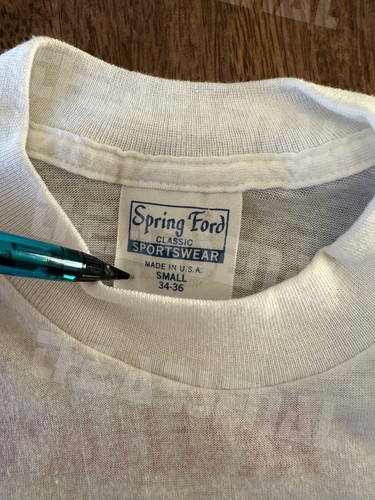 Spring Ford
CLASSIC
SPORTSWEAR
MADE IN U.S.A.
SMALL
34-36